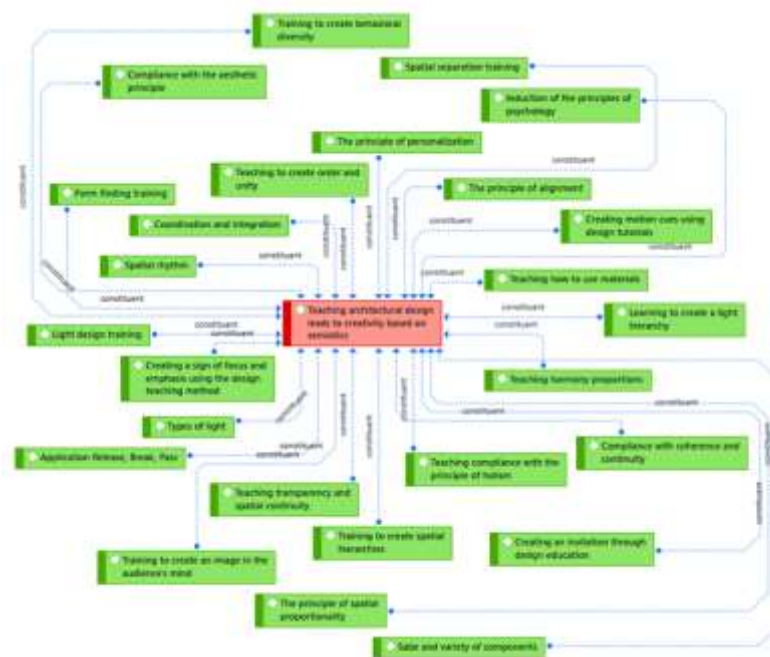 Training to create behavioral
diversity
Spatial separation training
Compliance with the aesthetic
principle
Induction of the principles of
psychology
The principle of personalization
constituent
Teaching to create order and
unity
The principle of alignment
Form finding training
constituent
constituent
Coordination and integration
Creating motion cues using
design tutorials
constituent
constituent
constituent
constituent
constituent
constituent
Spatial rhythm
constituent
constituent
Teaching how to use materials
constituent
constituent
constituent
Teaching architectural design
leads to creativity based on
semiotics
constituent
Learning to create a light
hierarchy
Light design training
constituent
constituent
constituent
Creating a sign of focus and
emphasis using the design
teaching method
Teaching harmony proportions
constituent
constituent
constituent
constituent
Types of light
constituent
constituent
Compliance with coherence and
continuity
Application Release, Break, Pass
constituent
constituent
constituent
Teaching compliance with the
principle of holism
Teaching transparency and
spatial continuity
constituent
Training to create spatial
hierarchies
Creating an invitation through
design education
Training to create an image in the
audience's mind
The principle of spatial
proportionality
and variety of components